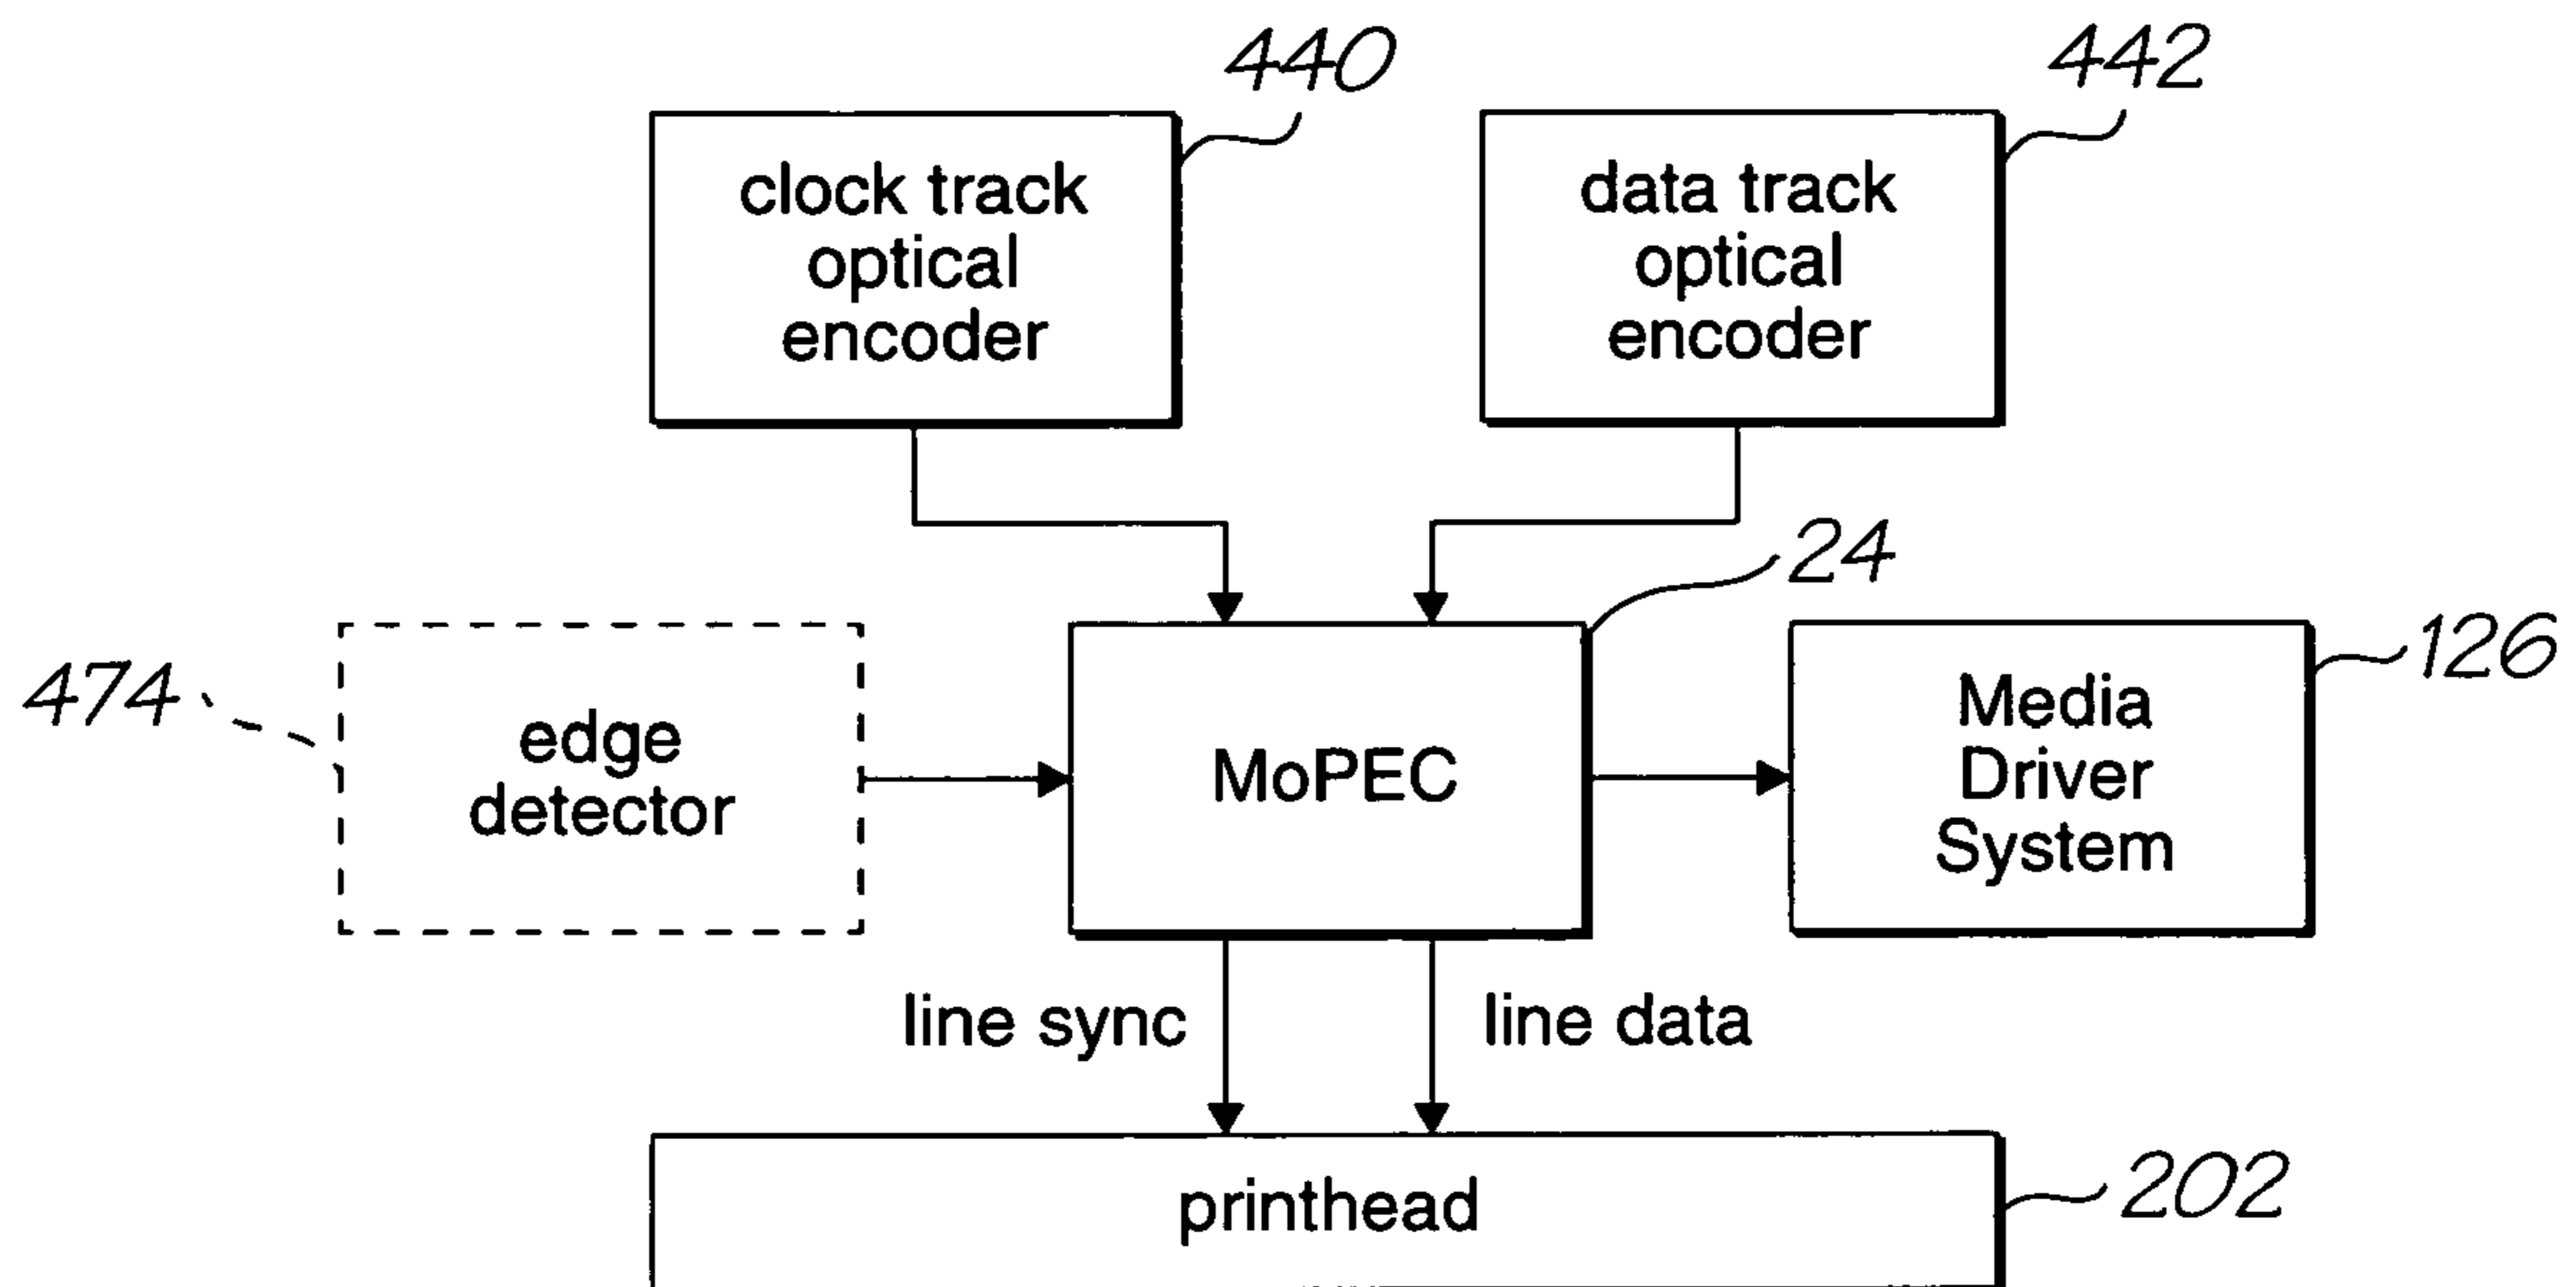 440
442
clock track
optical
encoder
data track
optical
encoder
24
126
474
edge
detector
MoPEC
Media
Driver
System
line sync
line data
printhead
202